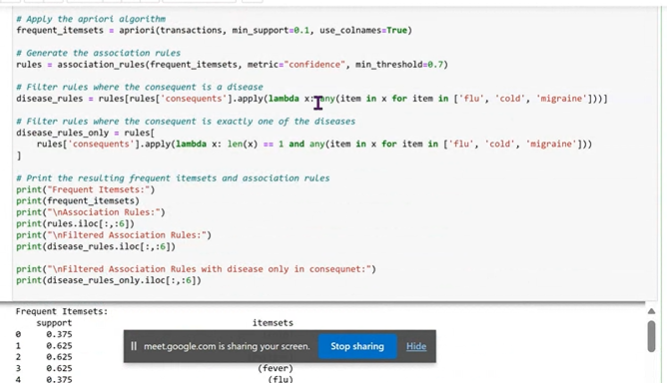 # Apply the apriori algorithm
frequent_itemsets = apriori(transactions, min_support=0.1, use_colnames=True)
# Generate the association rules
rules = association_rules(frequent_itemsets, metric="confidence", min_threshold=0.7)
# Filter rules where the consequent is a disease
disease_rules = rules[rules['consequents'].apply(lambda x: any(item in x for item in ['flu', 'cold', 'migraine']))]
# Filter rules where the consequent is exactly one of the diseases
disease_rules_only = rules[
rules['consequents'].apply(lambda x: len(x) == 1 and any(item in x for item in ['flu', 'cold', 'migraine']))
]
# Print the resulting frequent itemsets and association rules
print("Frequent Itemsets:")
print(frequent_itemsets)
print("\nAssociation Rules:")
print(rules.iloc[:,:6])
print("\nFiltered Association Rules:")
print(disease_rules.iloc[:,:6])
print("\nFiltered Association Rules with disease only in consequnet:")
print(disease_rules_only.iloc[:,:6])
Frequent Itemsets:
support itemsets
0 0.375
1 0.625
2 0.625
3 0.625 (fever)
4 0.375 (flu)
meet.google.com is sharing your screen. Stop sharing Hide